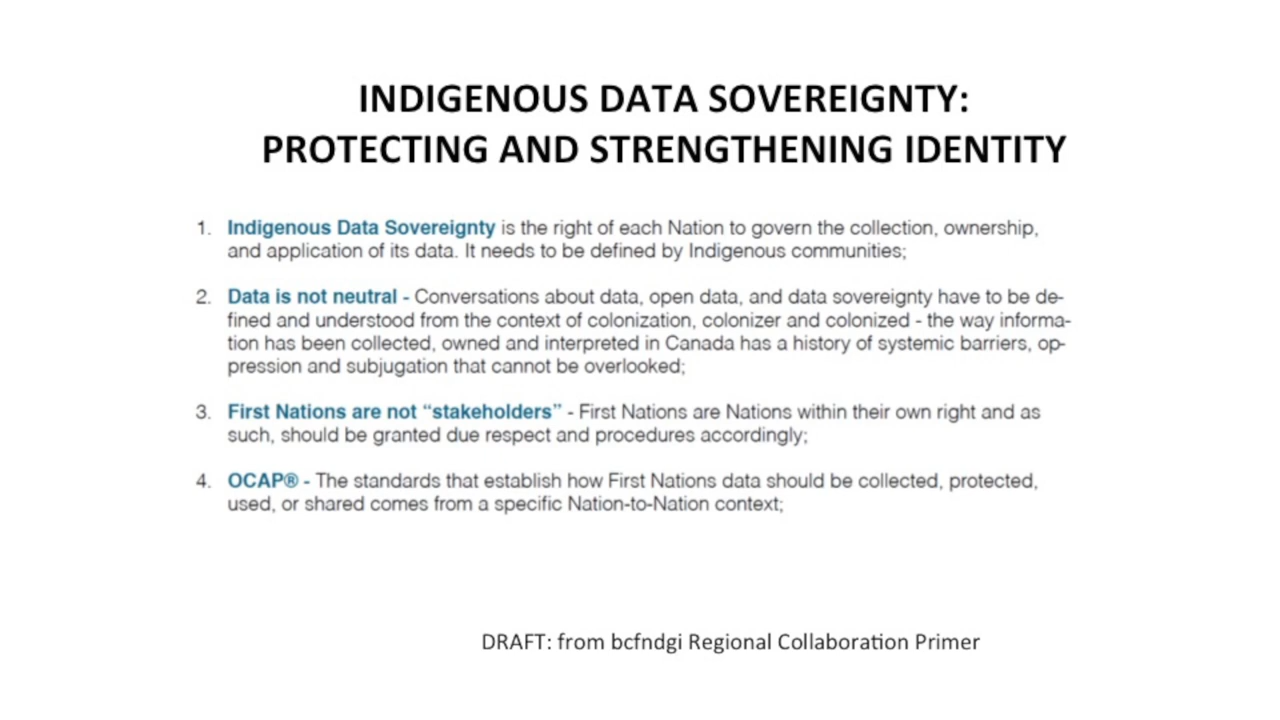 INDIGENOUS DATA SOVEREIGNTY:
PROTECTING AND STRENGTHENING IDENTITY
1. Indigenous Data Sovereignty is the right of each Nation to govern the collection, ownership,
and application of its data. It needs to be defined by Indigenous communities;
2. Data is not neutral - Conversations about data, open data, and data sovereignty have to be de-
fined and understood from the context of colonization, colonizer and colonized - the way informa-
tion has been collected, owned and interpreted in Canada has a history of systemic barriers, op-
pression and subjugation that cannot be overlooked;
3. First Nations are not “stakeholders” - First Nations are Nations within their own right and as
such, should be granted due respect and procedures accordingly;
4. OCAP® - The standards that establish how First Nations data should be collected, protected,
used, or shared comes from a specific Nation-to-Nation context;
DRAFT: from bcfndgi Regional Collaboration Primer